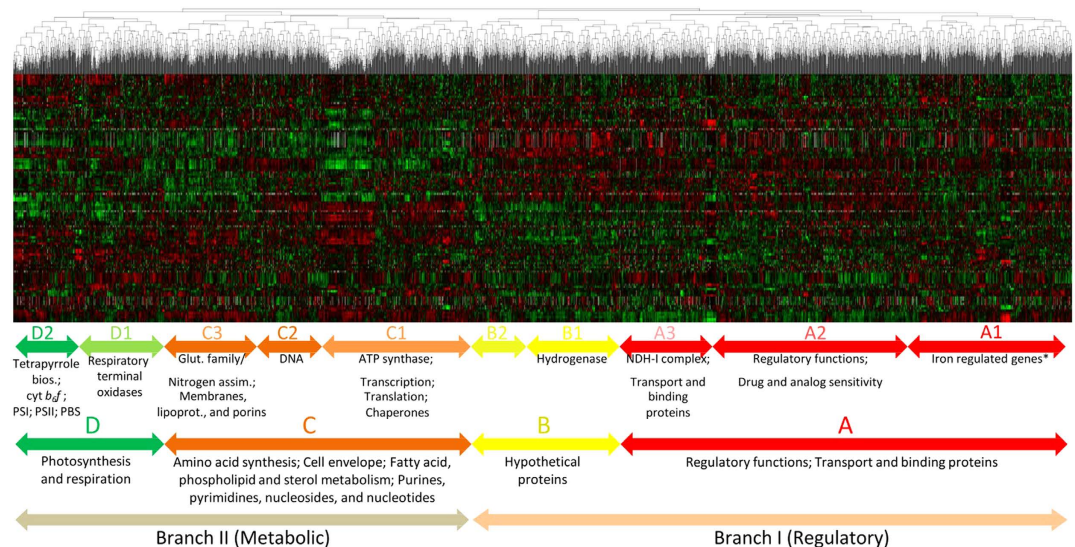 D2 D1 C3 C2 C1 B2 B1 A3 A2 A1
Tetrapyrrole
bios.;
cyt b₆f ;
PSI; PSII; PBS
Respiratory
terminal
oxidases
Glut. family/
Nitrogen assim.;
Membranes,
lipoprot., and porins
DNA
ATP synthase;
Transcription;
Translation;
Chaperones
Hydrogenase
NDH-I complex;
Transport and
binding
proteins
Regulatory functions;
Drug and analog sensitivity
Iron regulated genes*
D C B A
Photosynthesis
and respiration
Amino acid synthesis; Cell envelope; Fatty acid,
phospholipid and sterol metabolism; Purines,
pyrimidines, nucleosides, and nucleotides
Hypothetical
proteins
Regulatory functions; Transport and binding proteins
Branch II (Metabolic) Branch I (Regulatory)